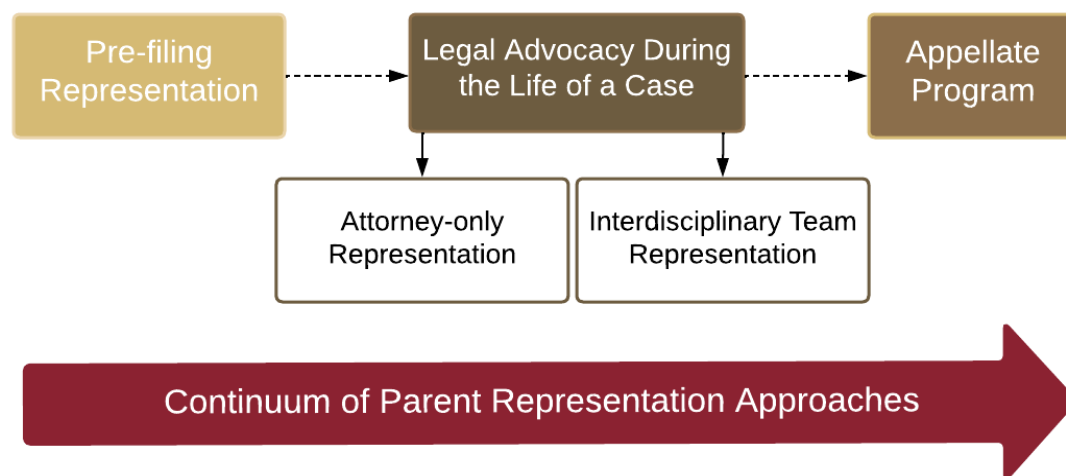 Pre-filing
Representation
Legal Advocacy During
the Life of a Case
Appellate
Program
Attorney-only
Representation
Interdisciplinary Team
Representation
Continuum of Parent Representation Approaches